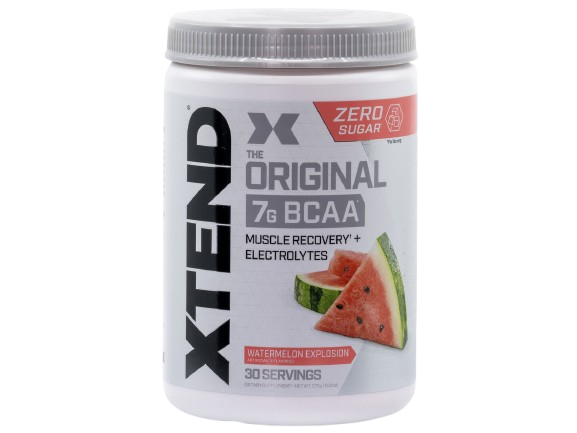 XTEND®
ZERO
SUGAR
X
THE
ORIGINAL
7G BCAA
MUSCLE RECOVERY† +
ELECTROLYTES
WATERMELON EXPLOSION
30 SERVINGS